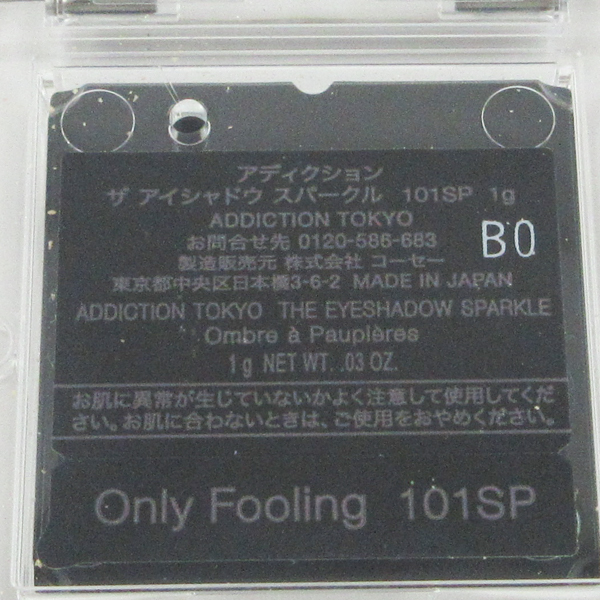 アディクション
ザ アイシャドウ スパークル 101SP 1g
ADDICTION TOKYO
お問合せ先 0120-586-683
B0
製造販売元 株式会社 コーセー
東京都中央区日本橋3-6-2 MADE IN JAPAN
ADDICTION TOKYO THE EYESHADOW SPARKLE
Ombre à Paupières
1g NET WT. .03 OZ.
お肌に異常が生じていないかよく注意して使用してくだ
さい。お肌に合わないときは、ご使用をおやめください。
Only Fooling 101SP